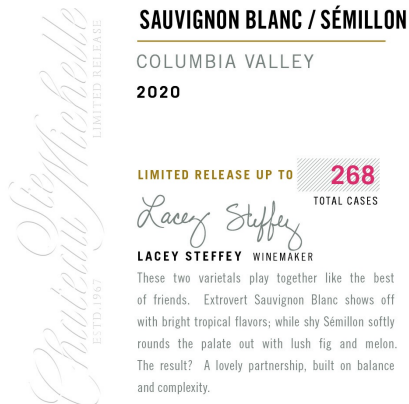 SAUVIGNON BLANC / SÉMILLON
COLUMBIA VALLEY
2020
LIMITED RELEASE UP TO 268
TOTAL CASES
Lacey Steffey
LACEY STEFFEY WINEMAKER
These two varietals play together like the best
of friends. Extrovert Sauvignon Blanc shows off
with bright tropical flavors; while shy Sémillon softly
rounds the palate out with lush fig and melon.
The result? A lovely partnership, built on balance
and complexity.
Chateau Ste Michelle
LIMITED RELEASE
ESTD.1967